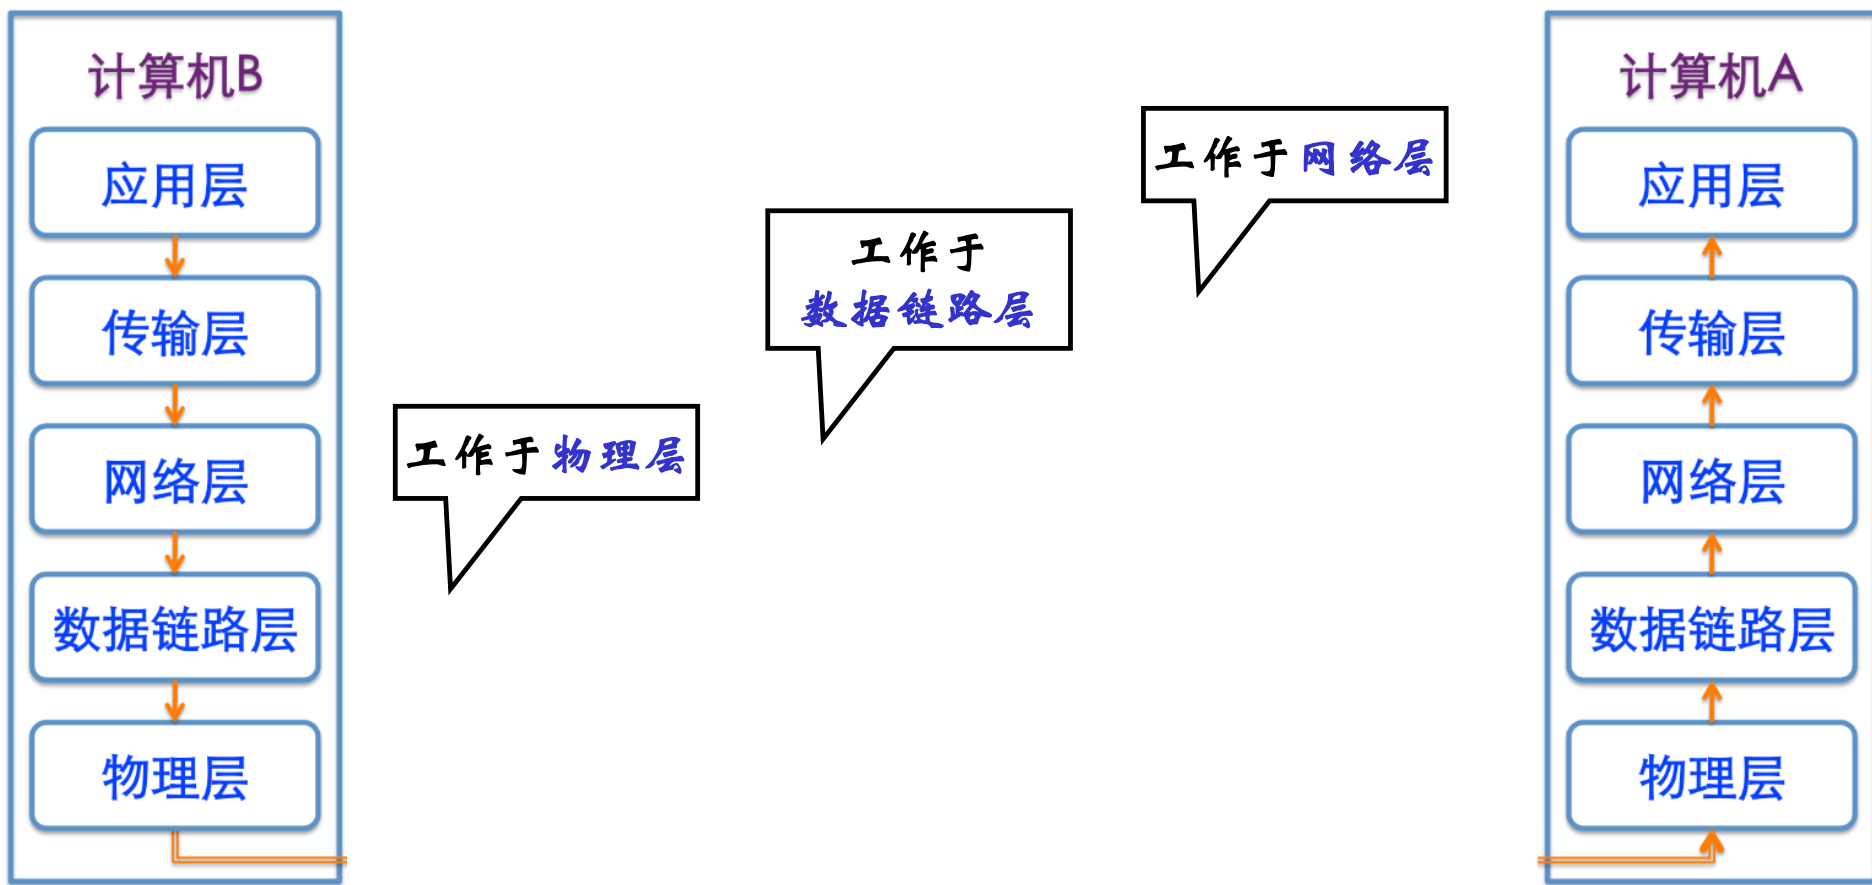 计算机B
应用层
传输层
网络层
数据链路层
物理层
工作于物理层
工作于
数据链路层
工作于网络层
计算机A
应用层
传输层
网络层
数据链路层
物理层